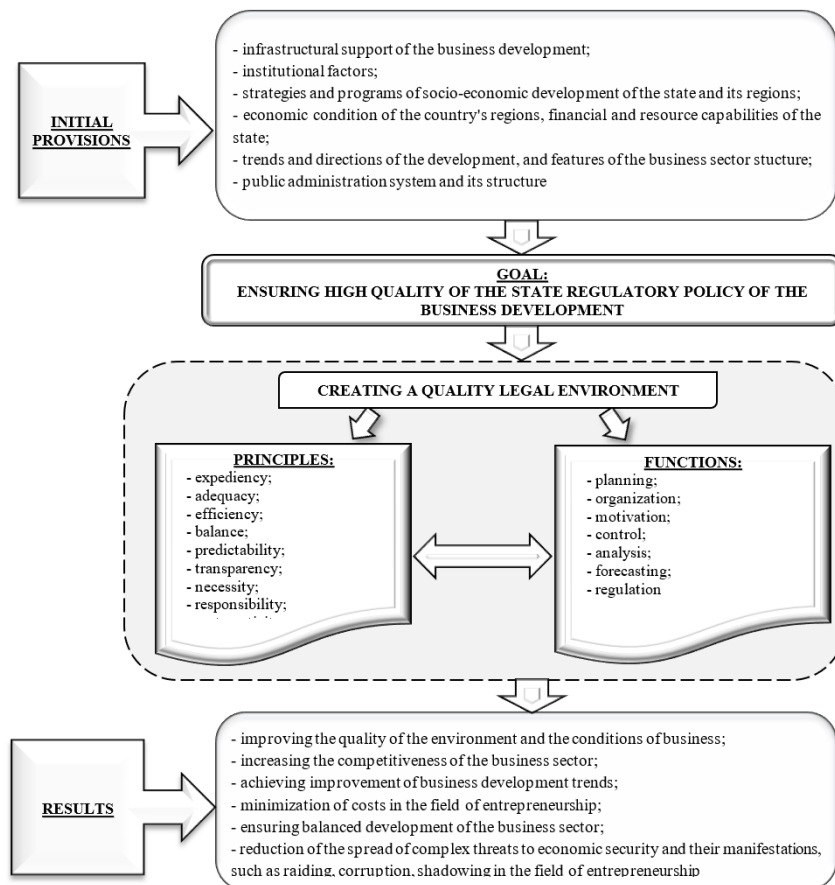 INITIAL
PROVISIONS
- infrastructural support of the business development;
- institutional factors;
- strategies and programs of socio-economic development of the state and its regions;
- economic condition of the country's regions, financial and resource capabilities of the
state;
- trends and directions of the development, and features of the business sector stucture;
- public administration system and its structure
GOAL:
ENSURING HIGH QUALITY OF THE STATE REGULATORY POLICY OF THE
BUSINESS DEVELOPMENT
CREATING A QUALITY LEGAL ENVIRONMENT
PRINCIPLES:
- expediency;
- adequacy;
- efficiency;
- balance;
- predictability;
- transparency;
- necessity;
- responsibility;
FUNCTIONS:
- planning;
- organization;
- motivation;
- control;
- analysis;
- forecasting;
- regulation
RESULTS
- improving the quality of the environment and the conditions of business;
- increasing the competitiveness of the business sector;
- achieving improvement of business development trends;
- minimization of costs in the field of entrepreneurship;
- ensuring balanced development of the business sector;
- reduction of the spread of complex threats to economic security and their manifestations,
such as raiding, corruption, shadowing in the field of entrepreneurship